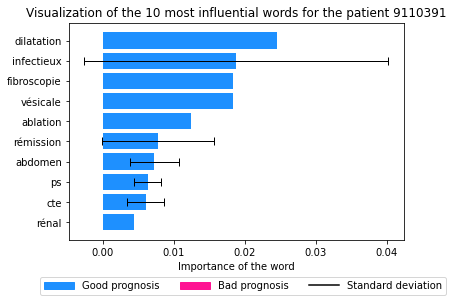 Visualization of the 10 most influential words for the patient 9110391
dilatation
infectieux
fibroscopie
vésicale
ablation
rémission
abdomen
ps
cte
rénal
0.00 0.01 0.02 0.03 0.04
Importance of the word
Good prognosis Bad prognosis Standard deviation